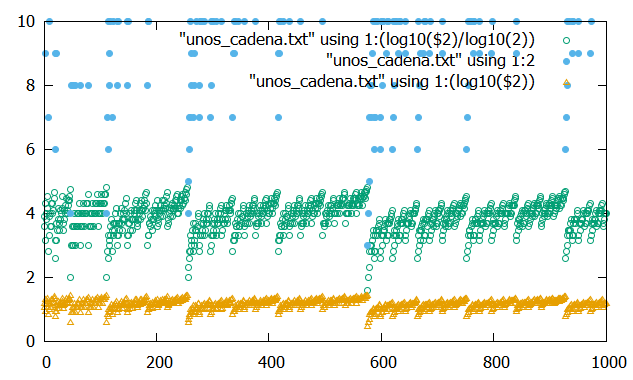 "unos_cadena.txt" using 1:(log10($2)/log10(2))
"unos_cadena.txt" using 1:2
"unos_cadena.txt" using 1:(log10($2))
10
8
6
4
2
0
0 200 400 600 800 1000